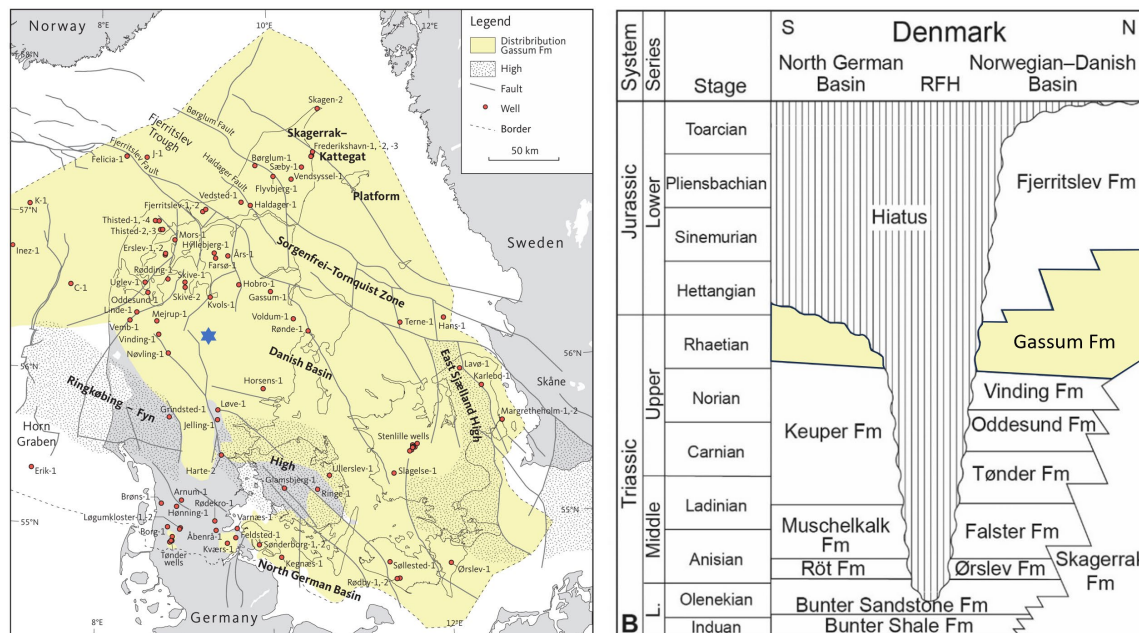 Norway
8°E
10°E
58°N
Legend
Distribribution
Gassum Fm
High
Fault
Well
Border
50 km
Skagen-2
Børglum Fault
Skagerrak–
Kattegat
Platform
Frederikshavn-1, -2, -3
Fjerritslev
Trough
Fjerritslev Fault
Haldager Fault
Felicia-1
J-1
Børglum-1
Sæby-1
Vendsyssel-1
Flyvbjerg-1
Vedsted-1
Haldager-1
Fjerritslev-1,-2
57°N
K-1
Thisted-1, -4
Thisted-2,-3
Mors-1
Inez-1
Erslev-1,-2
Hyllebjerg-1
Farsø-1
Års-1
Sweden
Sorgenfrei–Tornquist Zone
Rødding-1
Uglev-1
Skive-1
Hobro-1
C-1
Oddesund-1
Skive-2
Kvols-1
Gassum-1
Linde-1
Mejrup-1
Voldum-1
Vemb-1
Rønde-1
Terne-1
Hans-1
Vinding-1
Nøvling-1
Danish Basin
56°N
56°N
Lavø-1
Karlebo-1
Skåne
East Sjælland High
Horsens-1
Margretheholm-1, -2
Ringkøbing – Fyn
High
Grindsted-1
Løve-1
Jelling-1
Horn
Graben
Stenlille wells
Erik-1
Harte-2
Ullerslev-1
Slagelse-1
Glamsbjerg-1
Ringe-1
Brøns-1
Arnum-1
Rødekro-1
Løgumkloster-1,-2
Hønning-1
Varnæs-1
55°N
55°N
Borg-1
Åbenrå-1
Feldsted-1
Sønderborg-1, -2
Kværs-1
Kegnæs-1
Tønder
wells
Søllested-1
Ørslev-1
Rødby-1,-2
North German Basin
Germany
8°E
12°E
System
Series
Stage
S
Denmark
N
North German
Basin
RFH
Norwegian–Danish
Basin
Jurassic
Lower
Toarcian
Pliensbachian
Sinemurian
Hettangian
Hiatus
Fjerritslev Fm
Triassic
Upper
Rhaetian
Gassum Fm
Norian
Vinding Fm
Oddesund Fm
Carnian
Keuper Fm
Tønder Fm
Middle
Ladinian
Muschelkalk
Fm
Falster Fm
Anisian
Röt Fm
Ørslev Fm
Skagerrak
Fm
L.
Olenekian
Bunter Sandstone Fm
Induan
Bunter Shale Fm
B